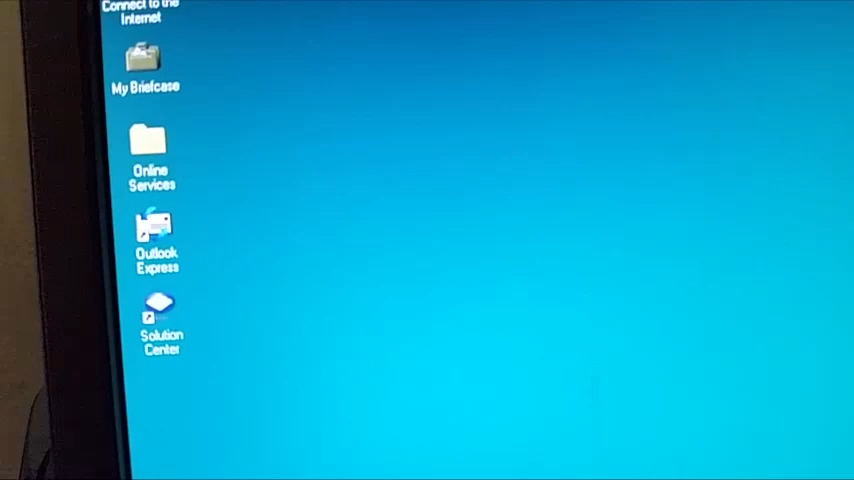 Connect to the
Internet
My Briefcase
Online
Services
Outlook
Express
Solution
Center